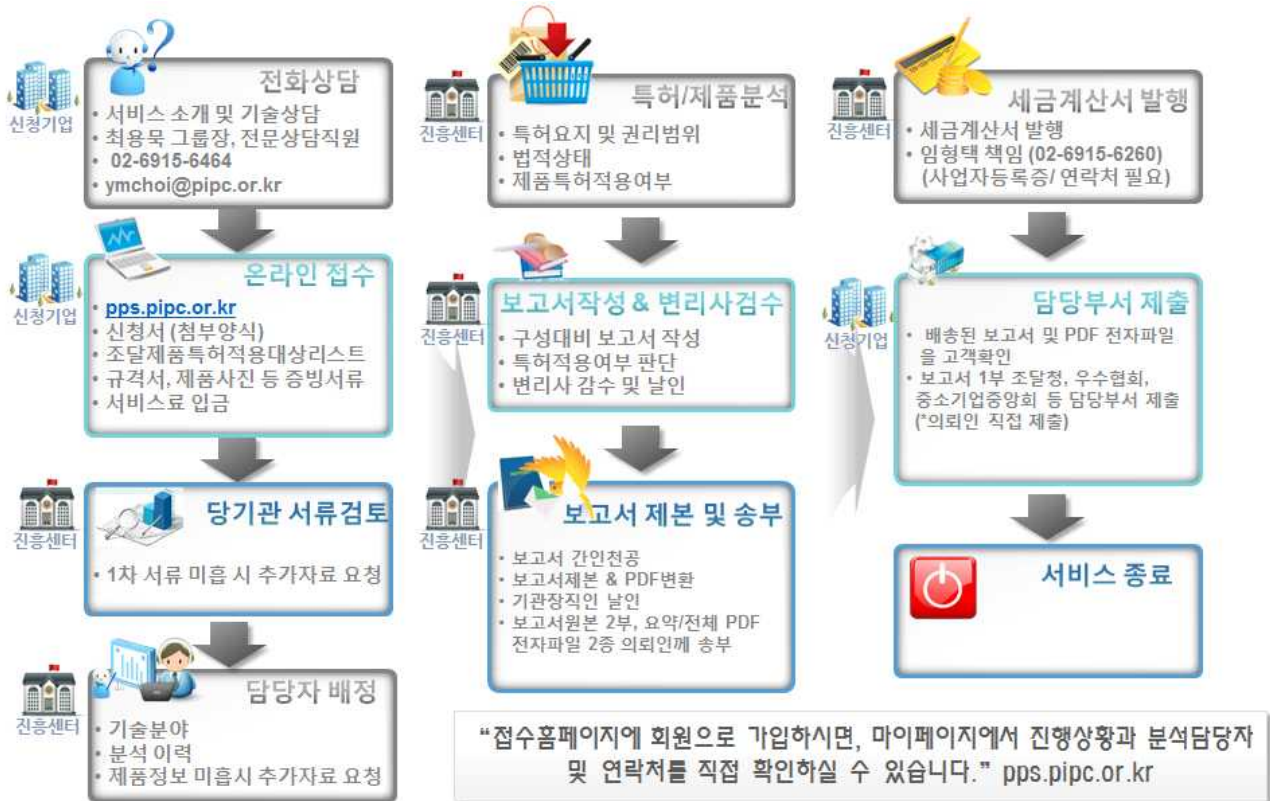 전화상담
신청기업
• 서비스 소개 및 기술상담
• 최용묵 그룹장, 전문상담직원
• 02-6915-6464
• ymchoi@pipc.or.kr
온라인 접수
신청기업
• pps.pipc.or.kr
• 신청서 (첨부양식)
• 조달제품특허적용대상리스트
• 규격서, 제품사진 등 증빙서류
• 서비스료 입금
당기관 서류검토
진흥센터
• 1차 서류 미흡 시 추가자료 요청
담당자 배정
진흥센터
• 기술분야
• 분석 이력
• 제품정보 미흡시 추가자료 요청
특허/제품분석
진흥센터
• 특허요지 및 권리범위
• 법적상태
• 제품특허적용여부
보고서작성 & 변리사검수
진흥센터
• 구성대비 보고서 작성
• 특허적용여부 판단
• 변리사 감수 및 날인
보고서 제본 및 송부
진흥센터
• 보고서 간인천공
• 보고서제본 & PDF변환
• 기관장직인 날인
• 보고서원본 2부, 요약/전체 PDF
전자파일 2종 의뢰인께 송부
세금계산서 발행
진흥센터
• 세금계산서 발행
• 임형택 책임 (02-6915-6260)
(사업자등록증/ 연락처 필요)
담당부서 제출
신청기업
• 배송된 보고서 및 PDF 전자파일
을 고객확인
• 보고서 1부 조달청, 우수협회,
중소기업중앙회 등 담당부서 제출
(*의뢰인 직접 제출)
서비스 종료
“접수홈페이지에 회원으로 가입하시면, 마이페이지에서 진행상황과 분석담당자
및 연락처를 직접 확인하실 수 있습니다.” pps.pipc.or.kr